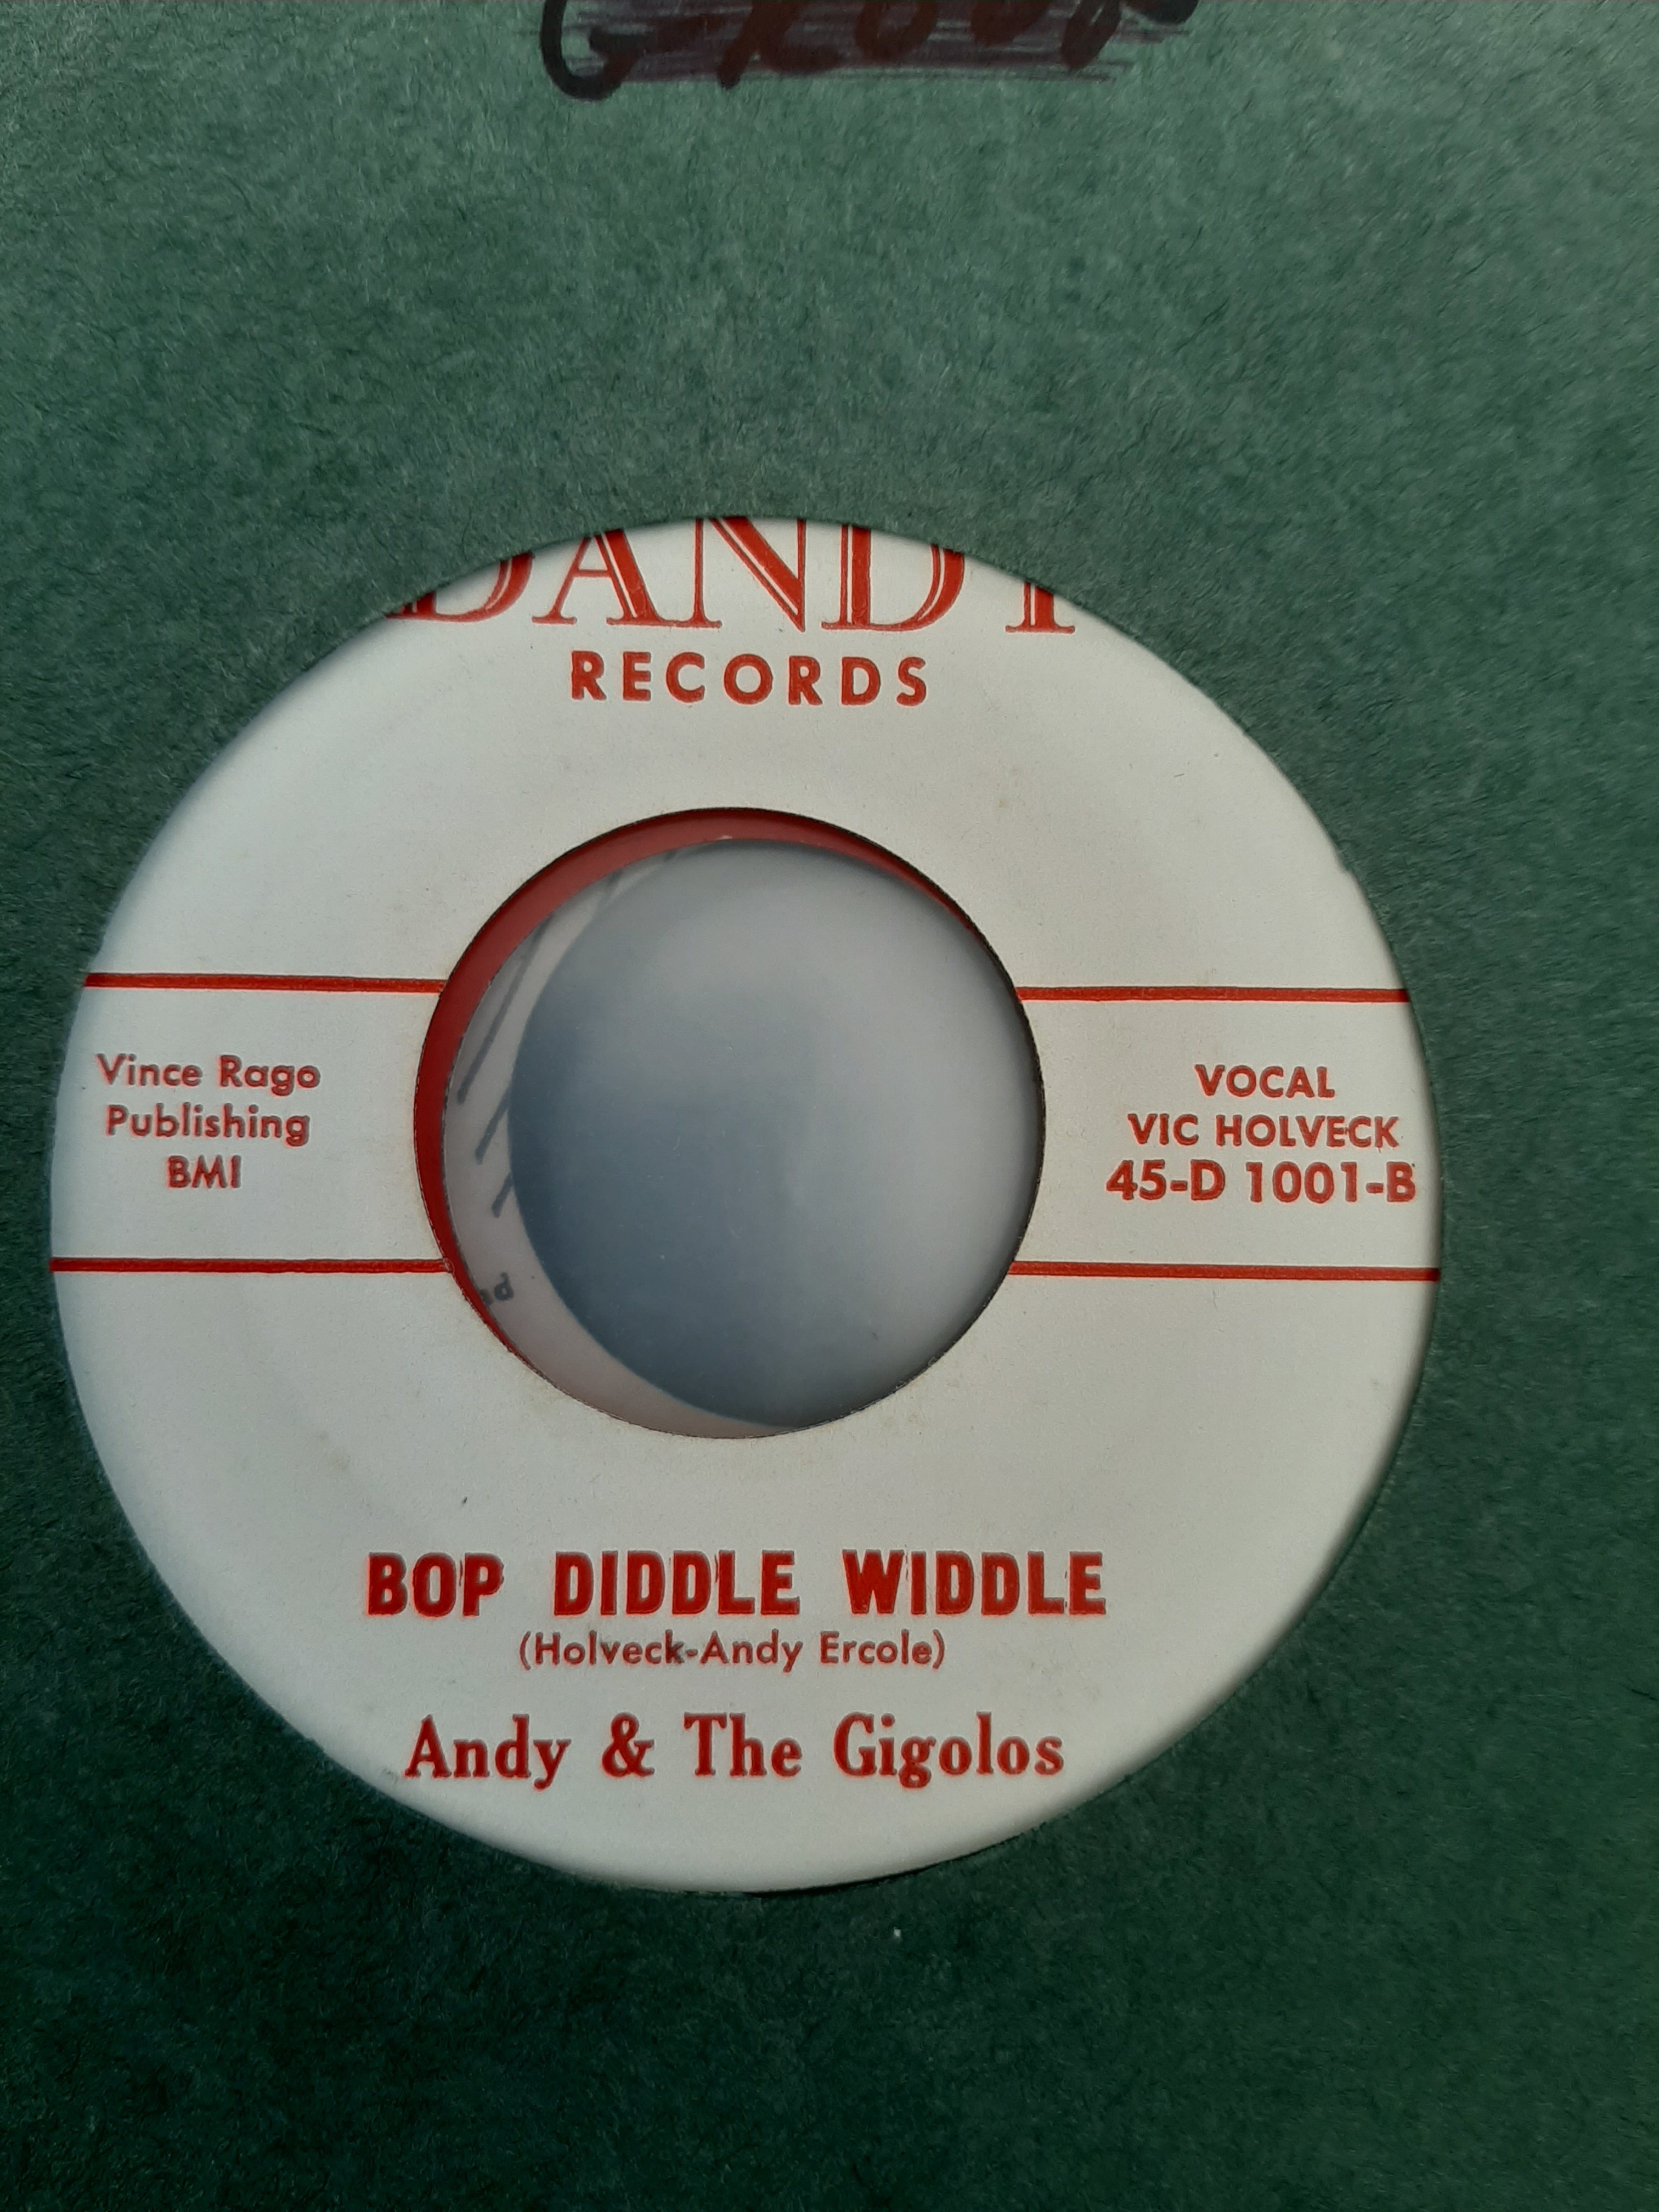 DANDY
RECORDS
Vince Rago
Publishing
BMI
VOCAL
VIC HOLVECK
45-D 1001-B
BOP DIDDLE WIDDLE
(Holveck-Andy Ercole)
Andy & The Gigolos